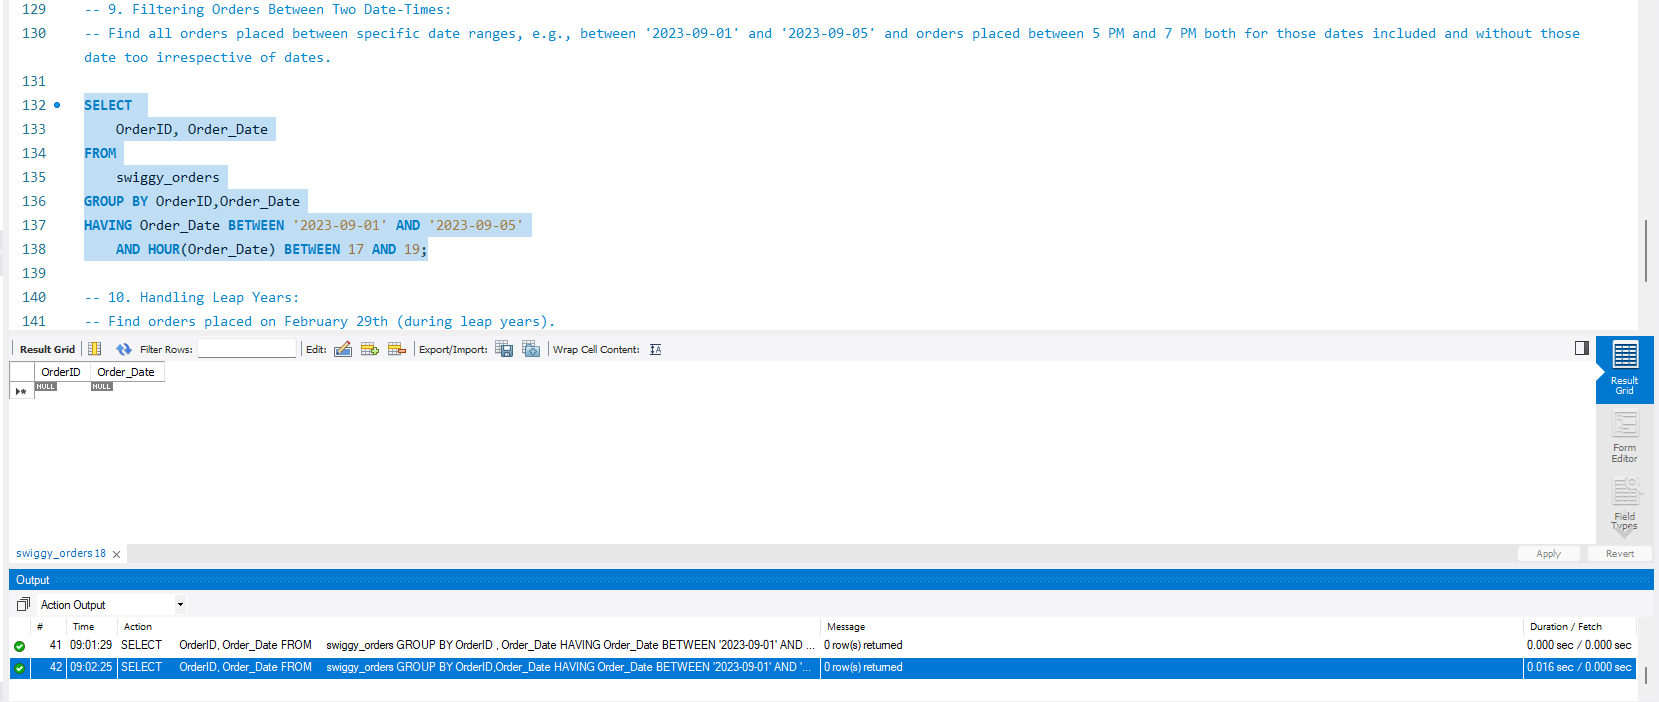 129 -- 9. Filtering Orders Between Two Date-Times:
130 -- Find all orders placed between specific date ranges, e.g., between '2023-09-01' and '2023-09-05' and orders placed between 5 PM and 7 PM both for those dates included and without those
date too irrespective of dates.
131
132 SELECT
133 OrderID, Order_Date
134 FROM
135 swiggy_orders
136 GROUP BY OrderID,Order_Date
137 HAVING Order_Date BETWEEN '2023-09-01' AND '2023-09-05'
138 AND HOUR(Order_Date) BETWEEN 17 AND 19;
139
140 -- 10. Handling Leap Years:
141 -- Find orders placed on February 29th (during leap years).
Result Grid Filter Rows: Edit: Export/Import: Wrap Cell Content:
OrderID Order_Date
NULL NULL
Result
Grid
Form
Editor
Field
Types
swiggy_orders 18 Apply Revert
Output
Action Output
# Time Action Message Duration / Fetch
41 09:01:29 SELECT OrderID, Order_Date FROM swiggy_orders GROUP BY OrderID , Order_Date HAVING Order_Date BETWEEN '2023-09-01' AND ... 0 row(s) returned 0.000 sec / 0.000 sec
42 09:02:25 SELECT OrderID, Order_Date FROM swiggy_orders GROUP BY OrderID,Order_Date HAVING Order_Date BETWEEN '2023-09-01' AND '... 0 row(s) returned 0.016 sec / 0.000 sec